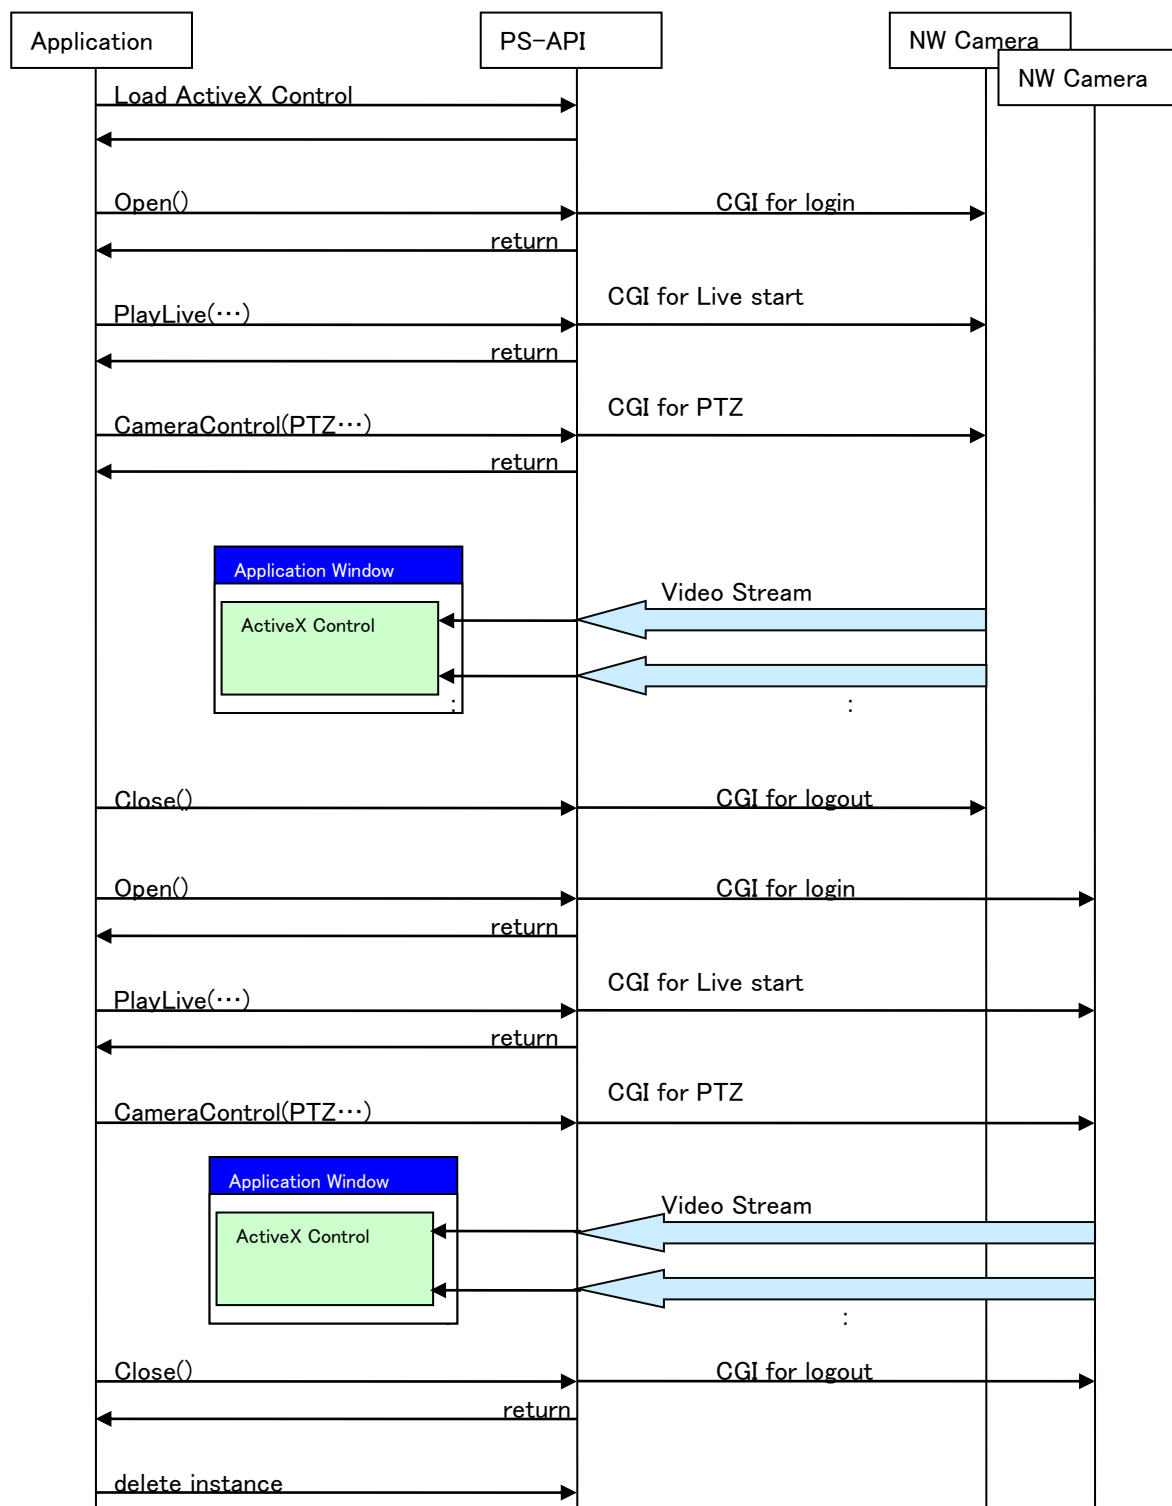 Application
PS-API
NW Camera
NW Camera
Load ActiveX Control
Open()
CGI for login
return
CGI for Live start
PlayLive(･･･)
return
CGI for PTZ
CameraControl(PTZ･･･)
return
Application Window
Video Stream
ActiveX Control
:
:
Close()
CGI for logout
Open()
CGI for login
return
CGI for Live start
PlayLive(･･･)
return
CGI for PTZ
CameraControl(PTZ･･･)
Application Window
Video Stream
ActiveX Control
:
Close()
CGI for logout
return
delete instance